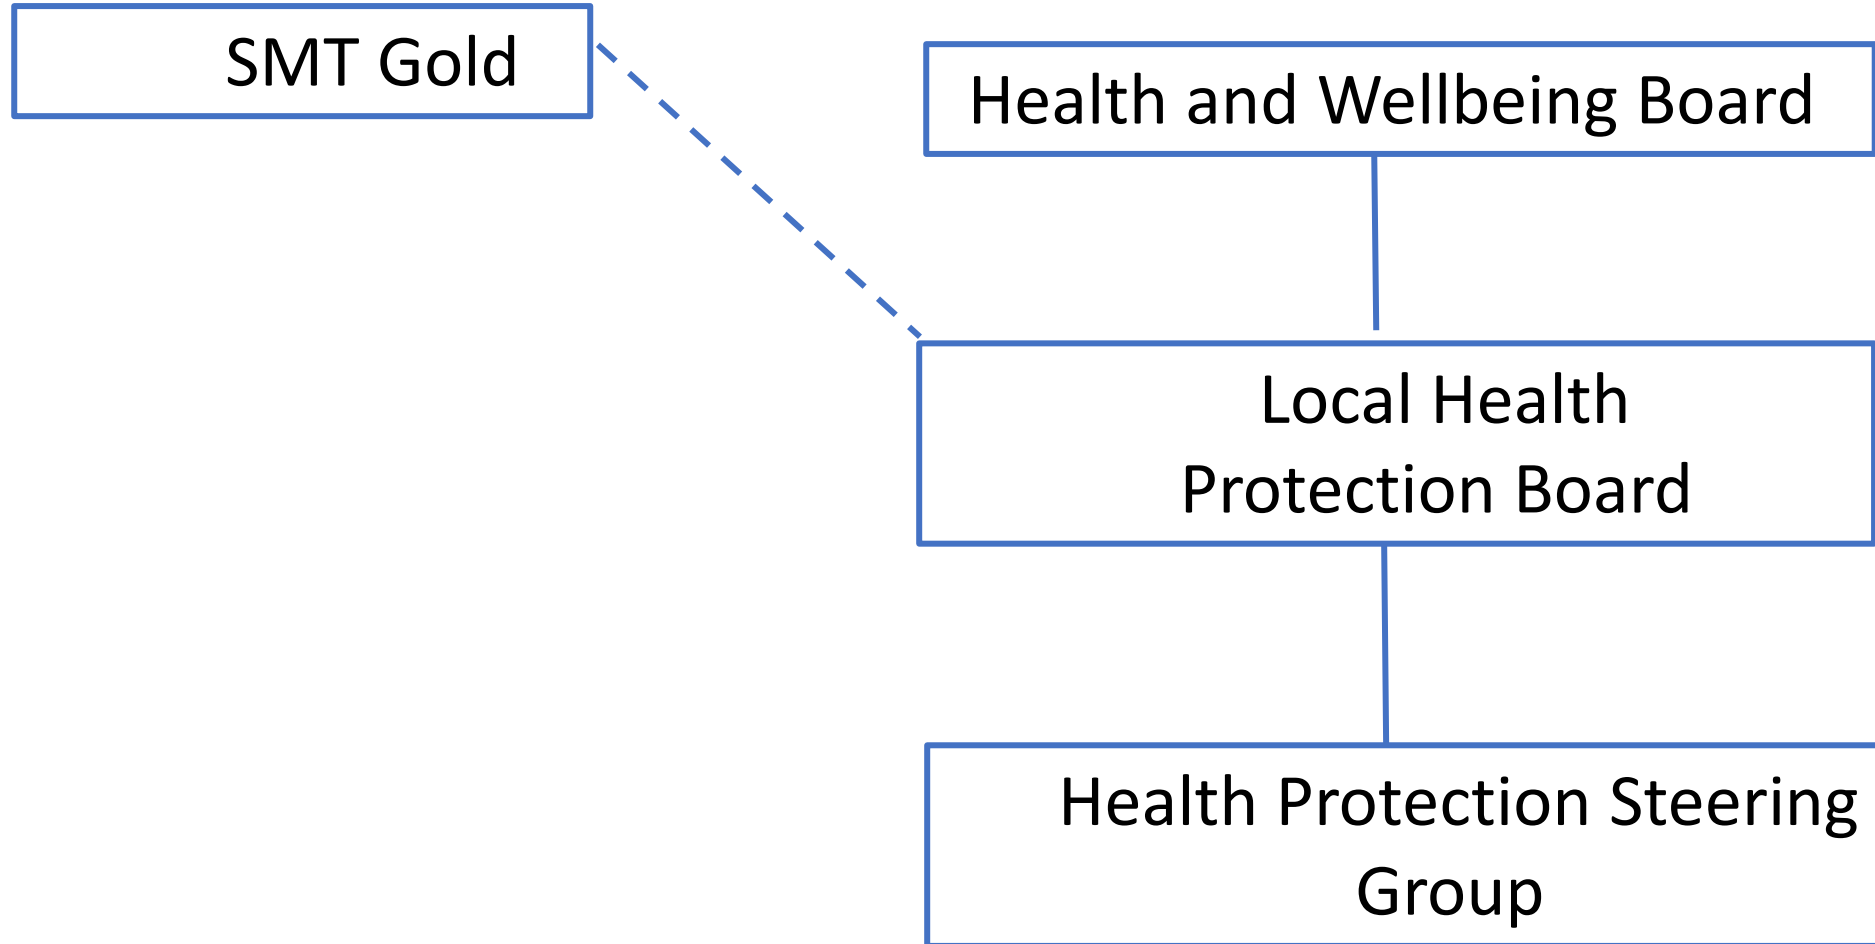 SMT Gold
Health and Wellbeing Board
Local Health
Protection Board
Health Protection Steering
Group